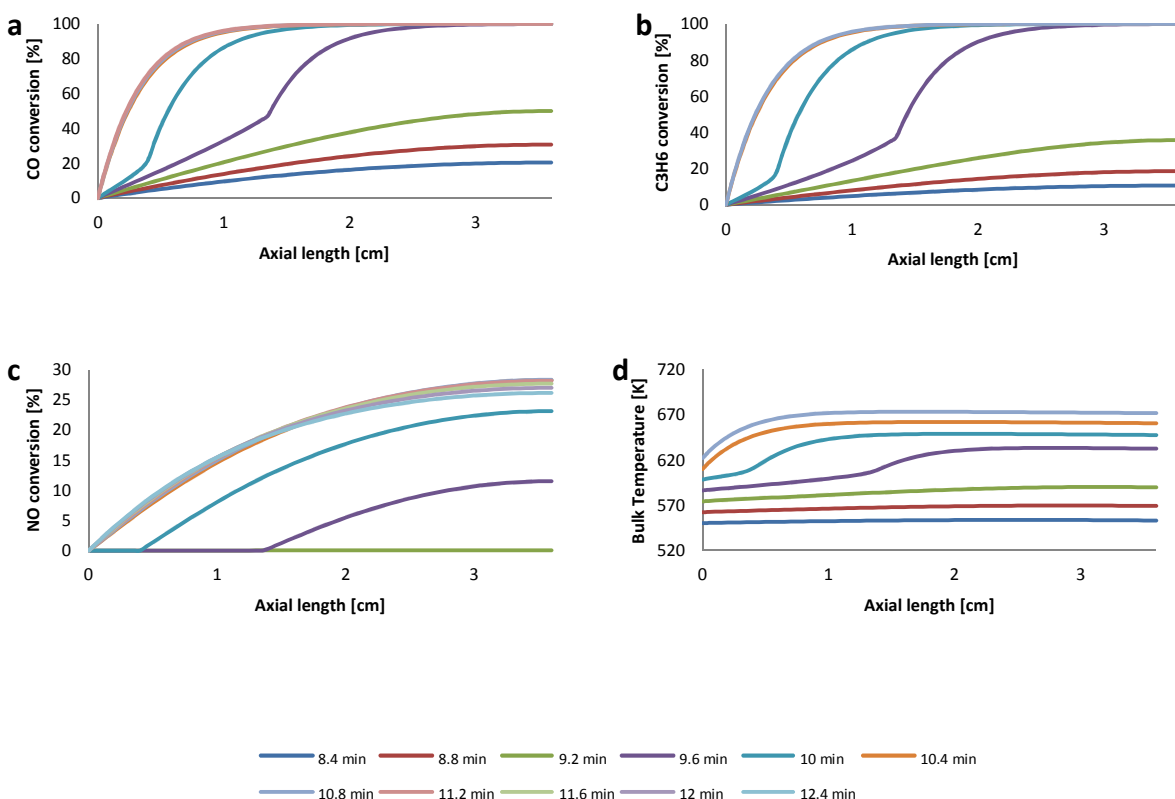 a
CO conversion [%]
100
80
60
40
20
0
0 1 2 3
Axial length [cm]
b
C3H6 conversion [%]
100
80
60
40
20
0
0 1 2 3
Axial length [cm]
c
NO conversion [%]
30
25
20
15
10
5
0
0 1 2 3
Axial length [cm]
d
Bulk Temperature [K]
720
670
620
570
520
0 1 2 3
Axial length [cm]
8.4 min 8.8 min 9.2 min 9.6 min 10 min 10.4 min
10.8 min 11.2 min 11.6 min 12 min 12.4 min